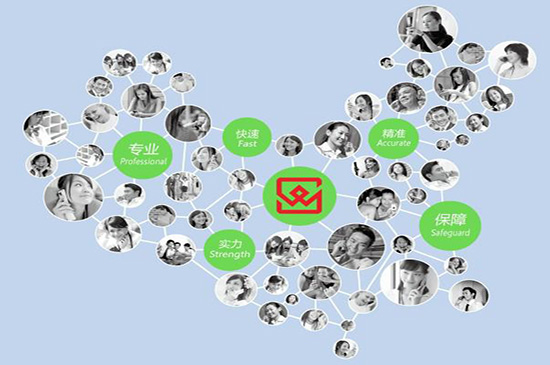 快速
Fast
精准
Accurate
专业
Professional
保障
Safeguard
实力
Strength